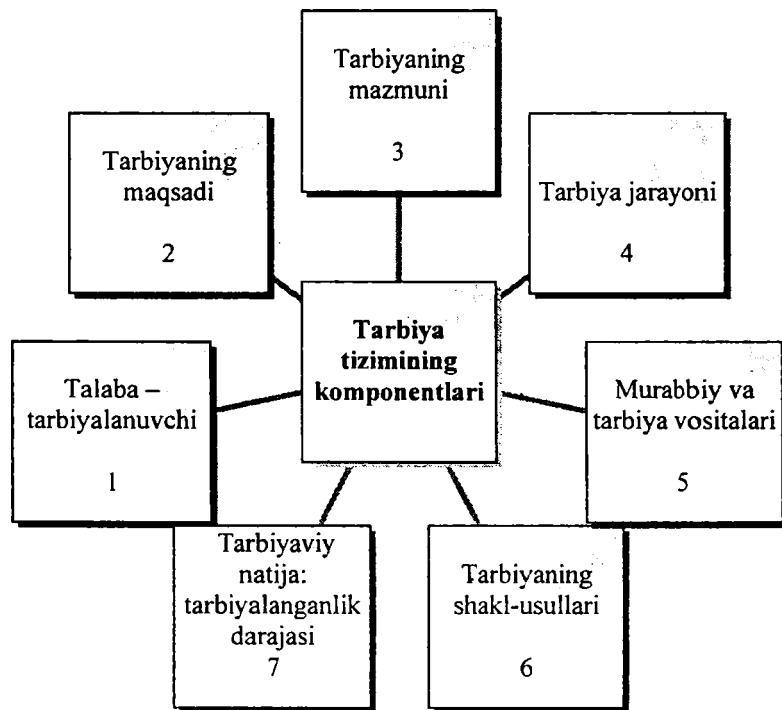 Tarbiyaning
mazmuni
3
Tarbiyaning
maqsadi
2
Tarbiya jarayoni
4
Tarbiya
tizimining
komponentlari
Talaba –
tarbiyalanuvchi
1
Murabbiy va
tarbiya vositalari
5
Tarbiyaviy
natija:
tarbiyalanganlik
darajasi
7
Tarbiyaning
shakl-usullari
6